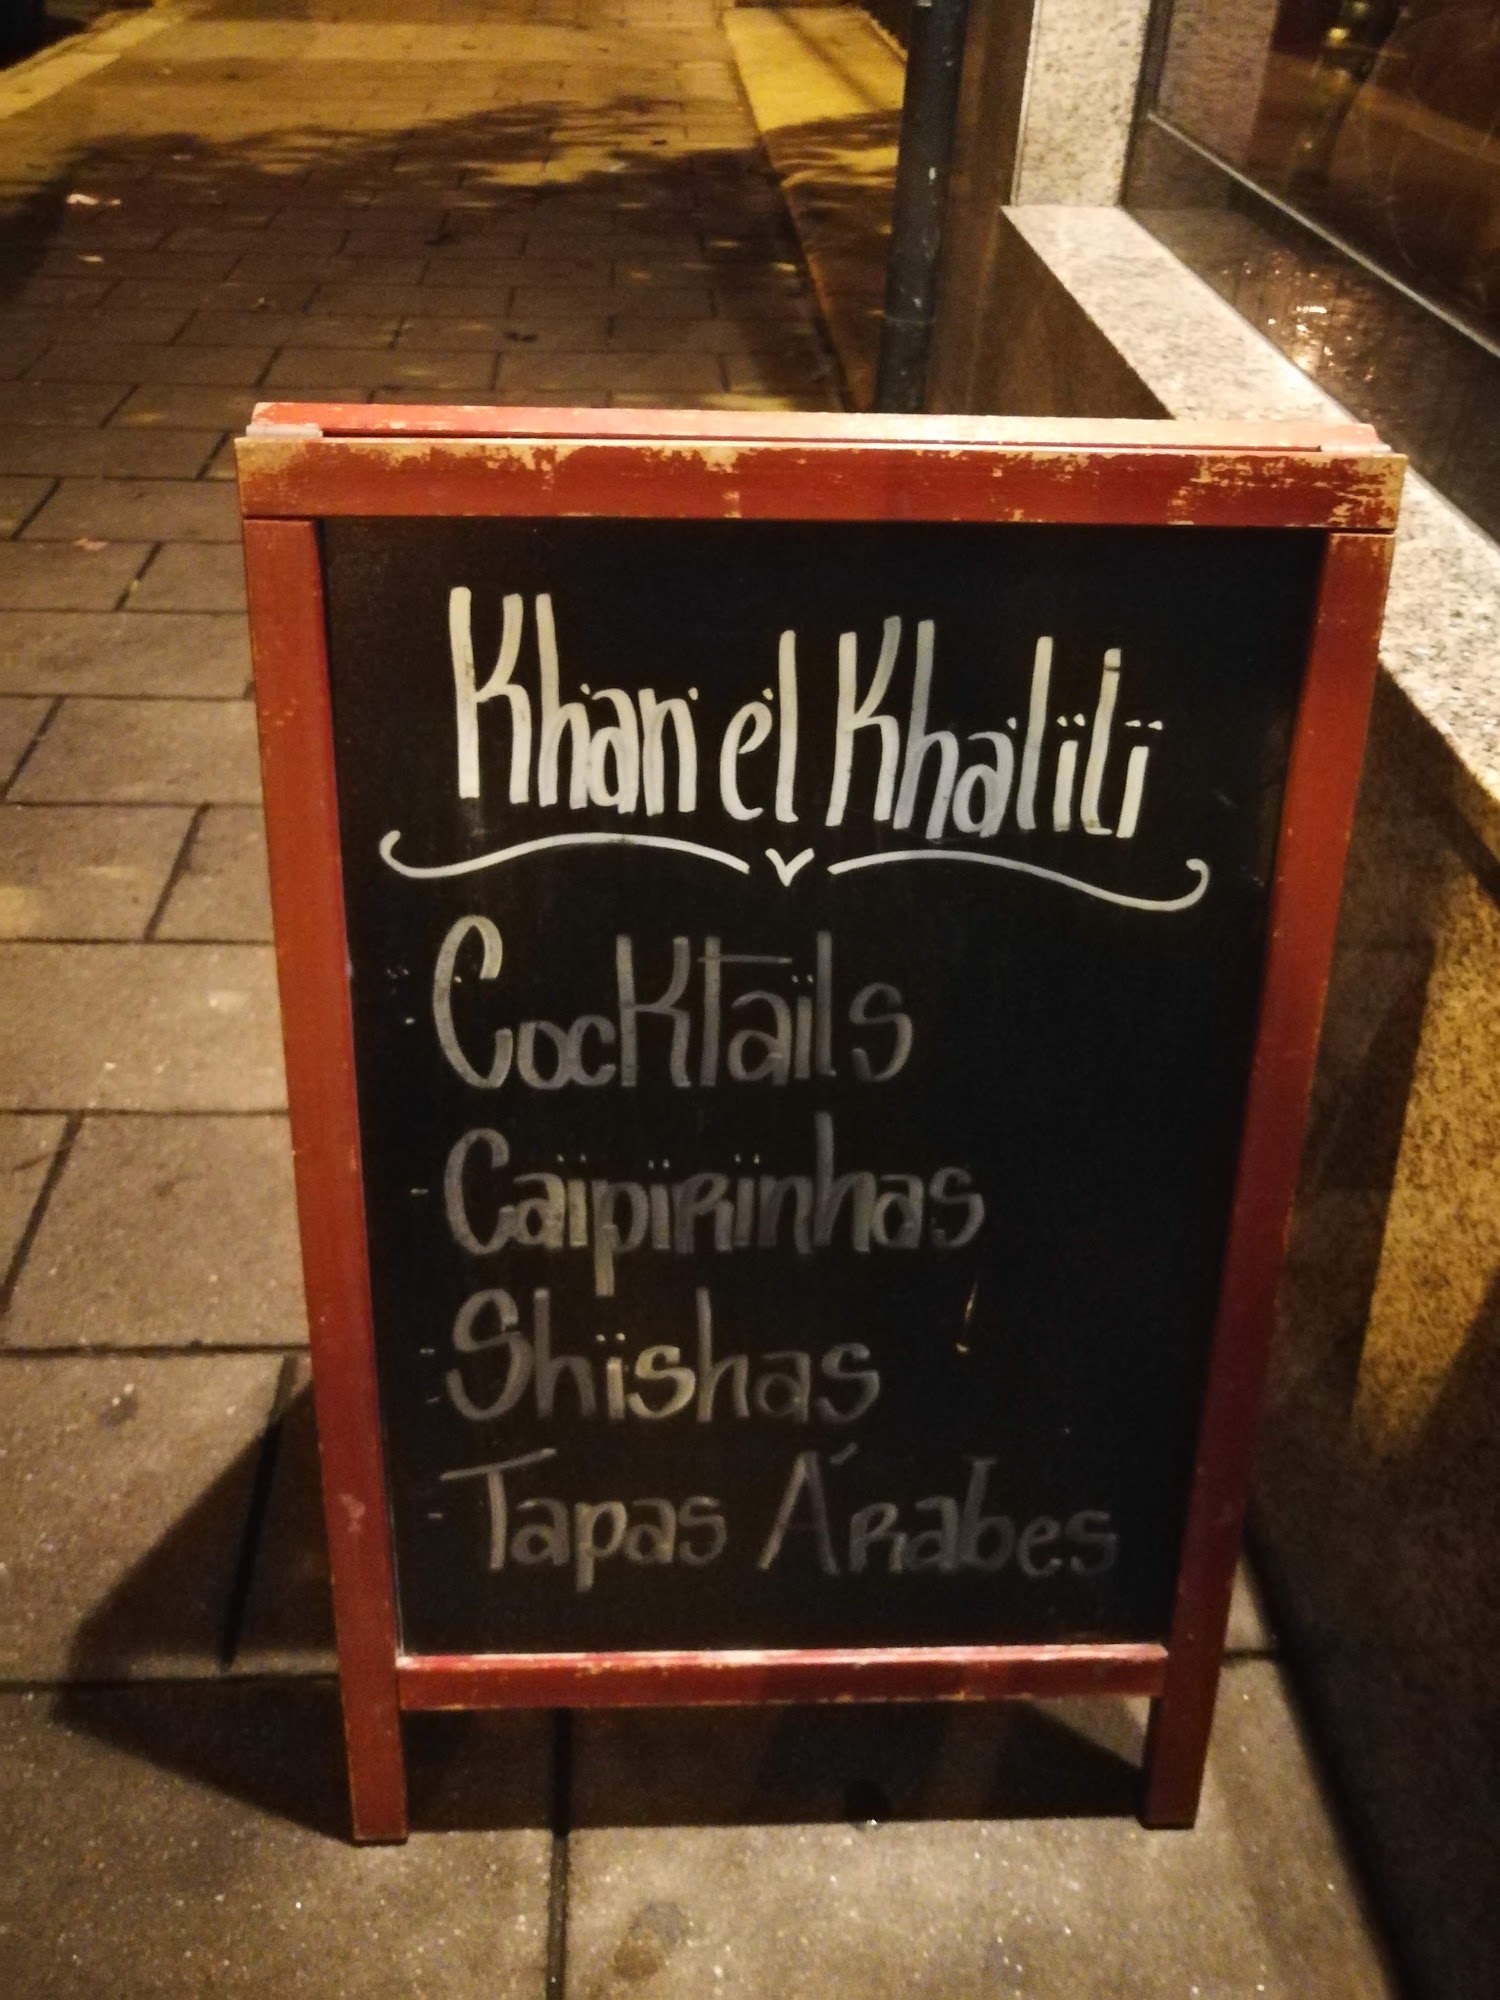 Khan el Khalili
- Cocktails
- Caipirinhas
- Shishas
- Tapas Árabes